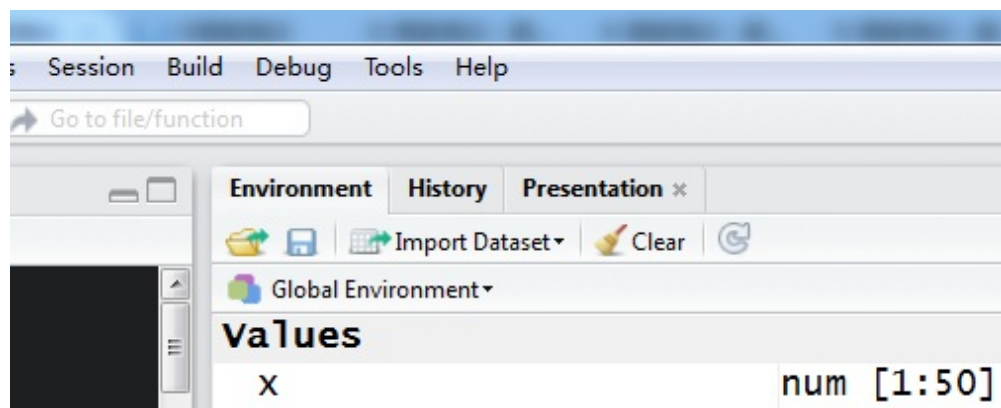 Session Build Debug Tools Help
Go to file/function
Environment History Presentation
Import Dataset Clear
Global Environment
Values
x num [1:50]